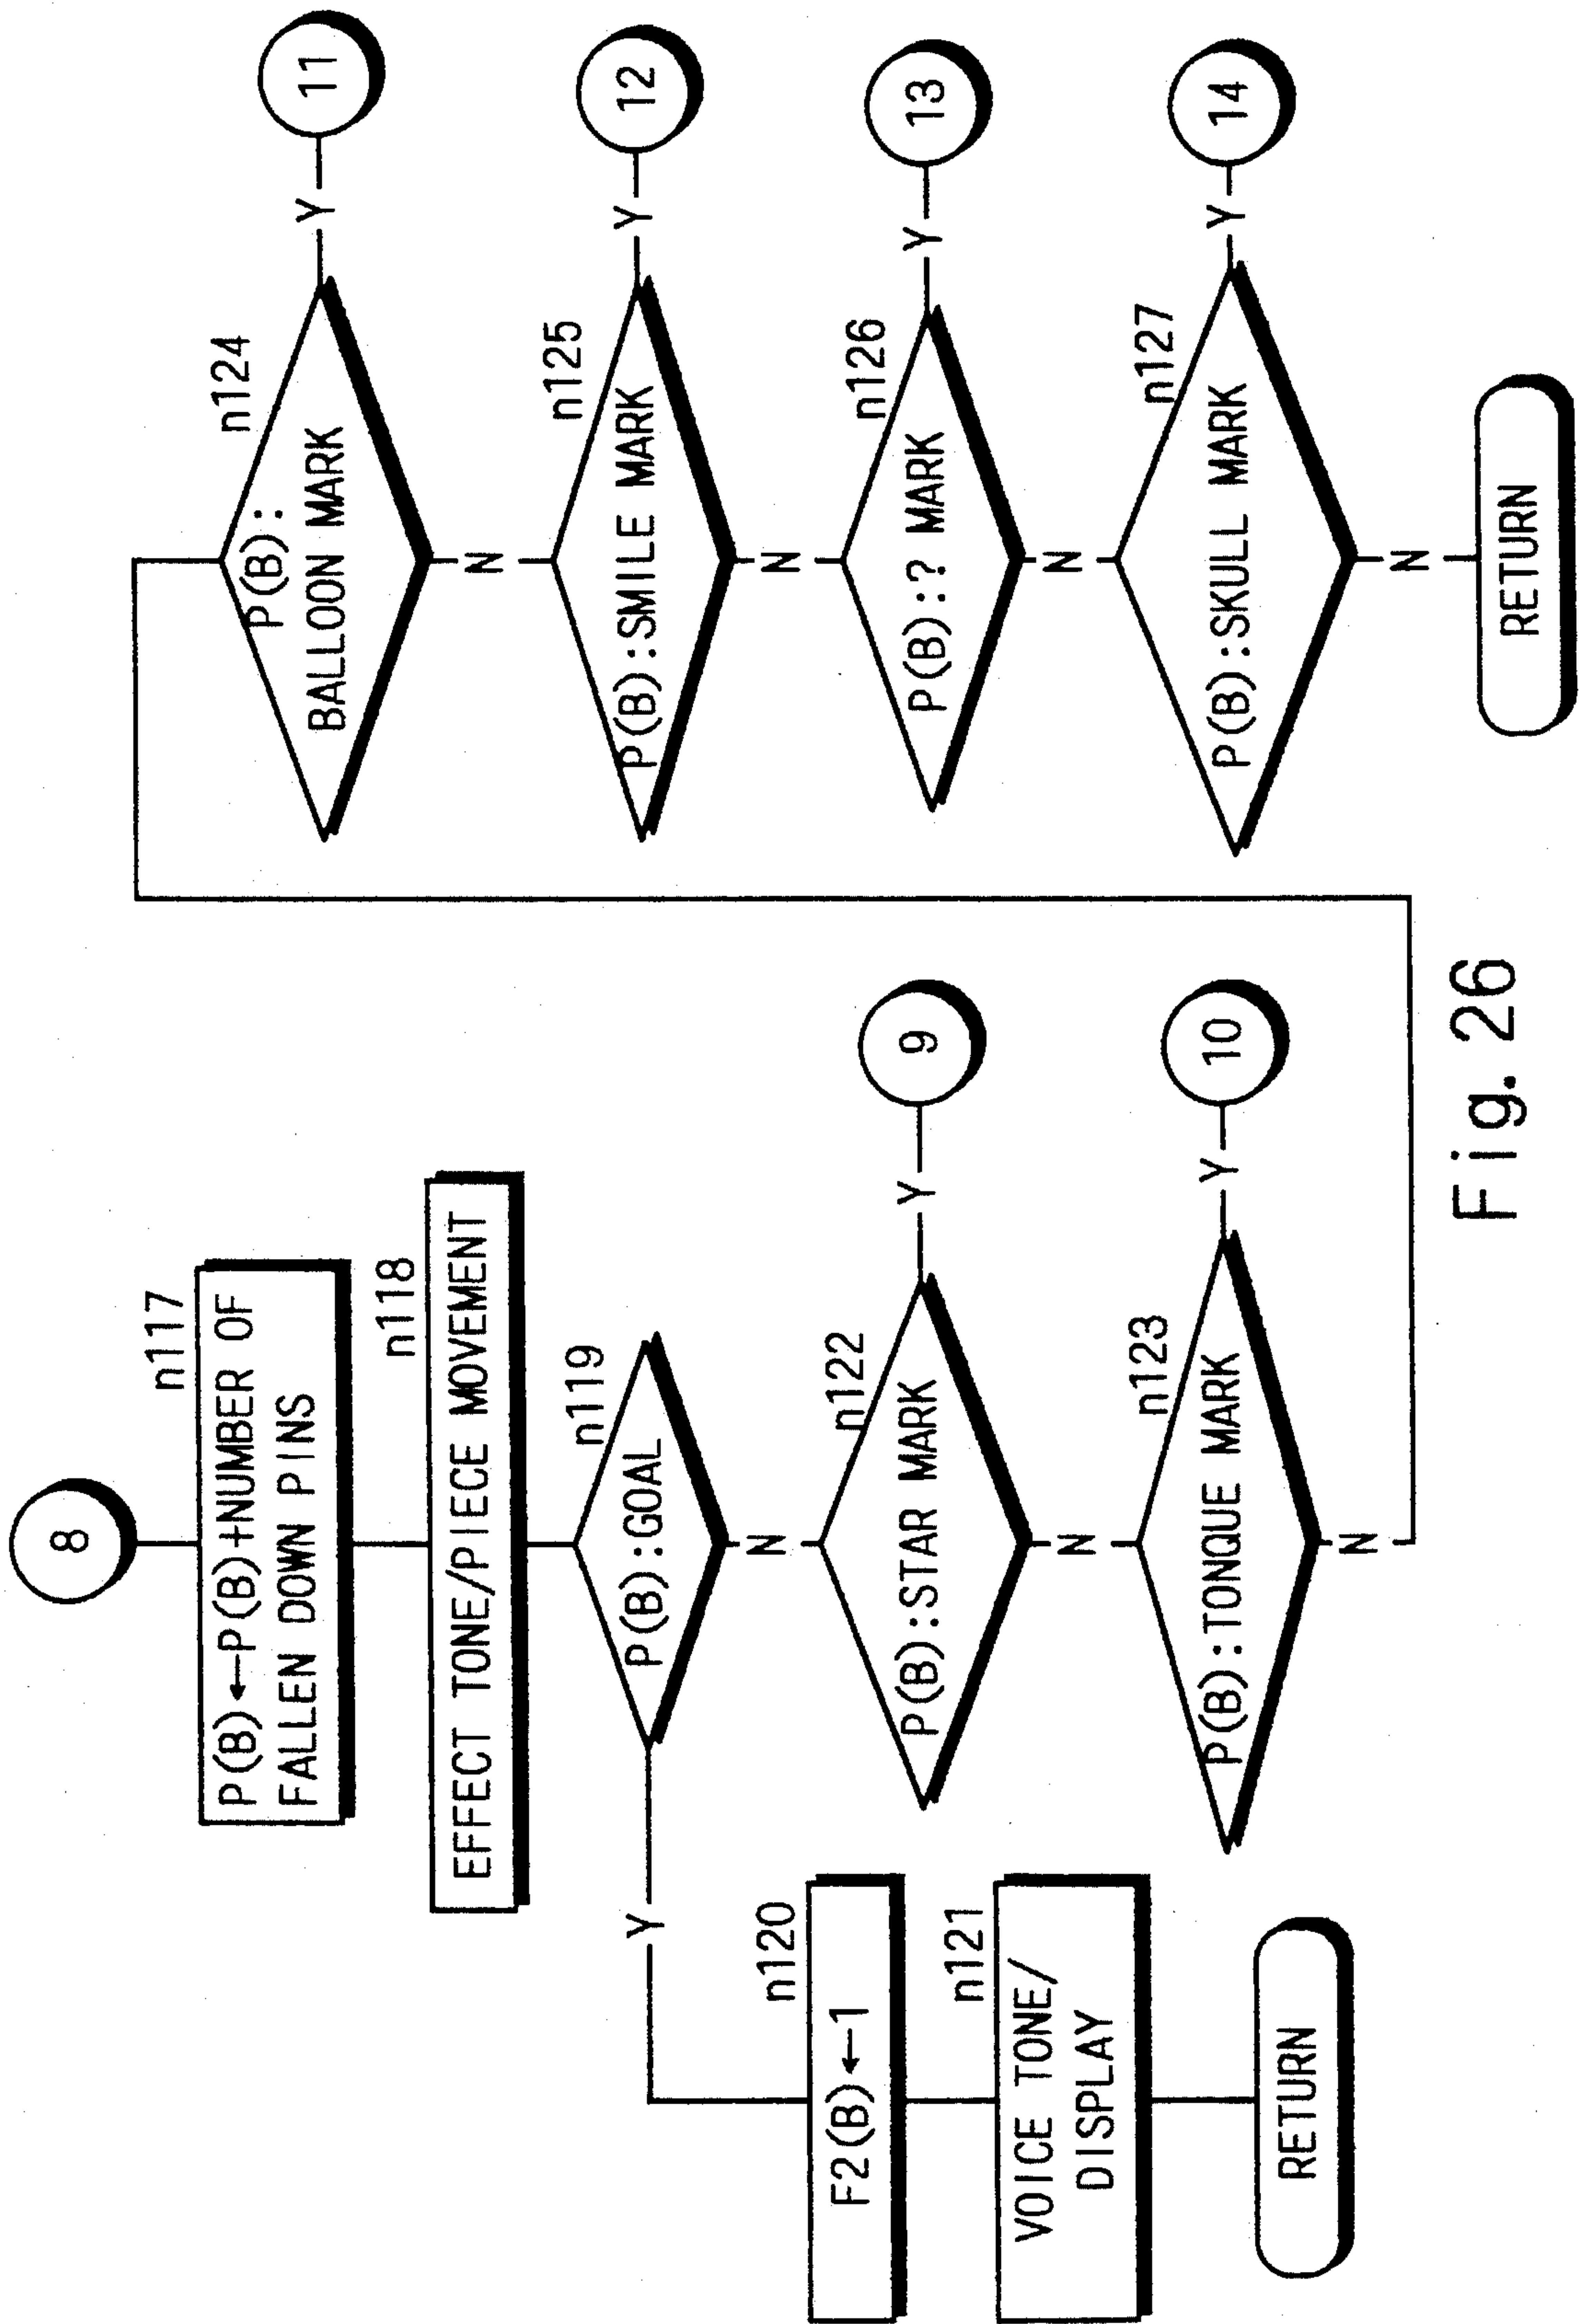 8
n117
P(B)←P(B)+NUMBER OF
FALLEN DOWN PINS
n118
EFFECT TONE/PIECE MOVEMENT
n119
P(B):GOAL
Y
N
n120
F2(B)←1
n121
VOICE TONE/
DISPLAY
RETURN
n122
P(B):STAR MARK
Y
9
N
n123
P(B):TONQUE MARK
Y
10
N
n124
P(B):
BALLOON MARK
Y
11
N
n125
P(B):SMILE MARK
Y
12
N
n126
P(B):? MARK
Y
13
N
n127
P(B):SKULL MARK
Y
14
N
RETURN
Fig. 26